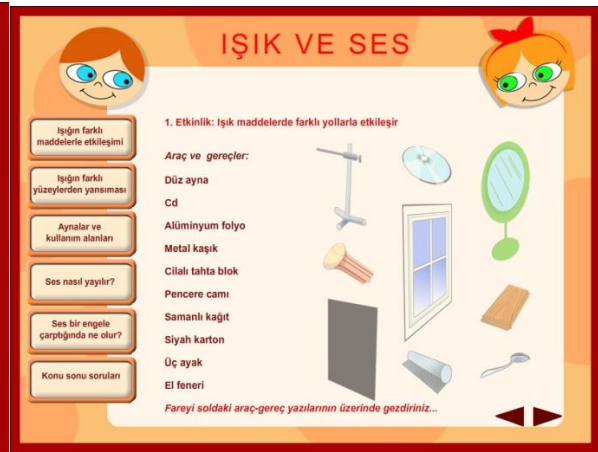 IŞIK VE SES
Işığın farklı
maddelerle etkileşimi
Işığın farklı
yüzeylerden yansıması
Aynalar ve
kullanım alanları
Ses nasıl yayılır?
Ses bir engele
çarptığında ne olur?
Konu sonu soruları
1. Etkinlik: Işık maddelerde farklı yollarla etkileşir
Araç ve gereçler:
Düz ayna
Cd
Alüminyum folyo
Metal kaşık
Cilalı tahta blok
Pencere camı
Samanlı kağıt
Siyah karton
Üç ayak
El feneri
Fareyi soldaki araç-gereç yazılarının üzerinde gezdiriniz...